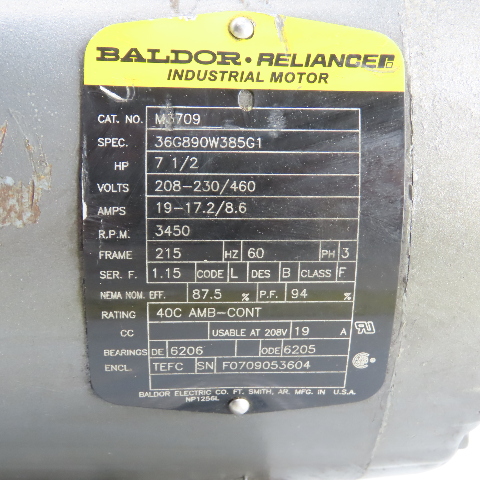 BALDOR • RELIANCER
INDUSTRIAL MOTOR
CAT. NO. M3709
SPEC. 36G890W385G1
HP 7 1/2
VOLTS 208-230/460
AMPS 19-17.2/8.6
R.P.M. 3450
FRAME 215 HZ 60 PH 3
SER. F. 1.15 CODE L DES B CLASS F
NEMA NOM. EFF. 87.5 % P.F. 94 %
RATING 40C AMB-CONT
CC USABLE AT 208V 19 A
BEARINGS DE 6206 ODE 6205
ENCL. TEFC SN F0709053604
BALDOR ELECTRIC CO. FT. SMITH, AR. MFG. IN U.S.A.
NP1256L